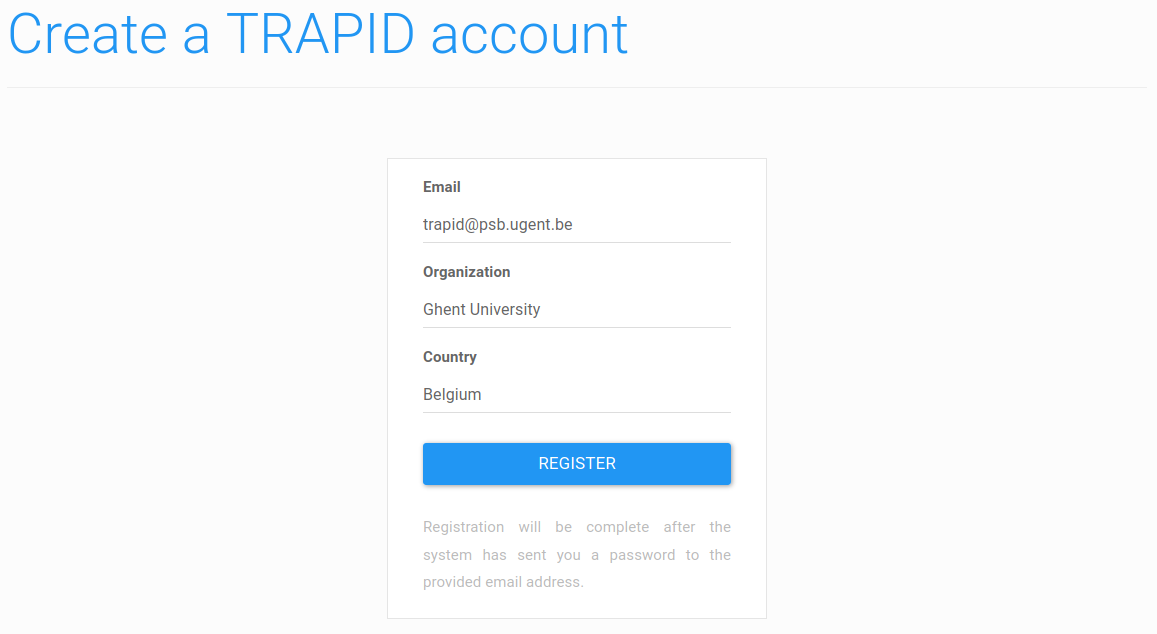 Create a TRAPID account
Email
trapid@psb.ugent.be
Organization
Ghent University
Country
Belgium
REGISTER
Registration will be complete after the
system has sent you a password to the
provided email address.